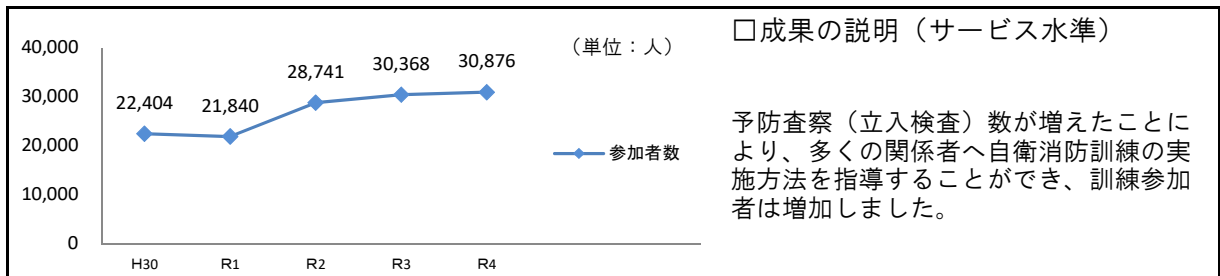 40,000
30,000
20,000
10,000
0
(単位：人)
22,404
21,840
28,741
30,368
30,876
参加者数
H30
R1
R2
R3
R4
□成果の説明（サービス水準）
予防査察（立入検査）数が増えたことに
より、多くの関係者へ自衛消防訓練の実
施方法を指導することができ、訓練参加
者は増加しました。